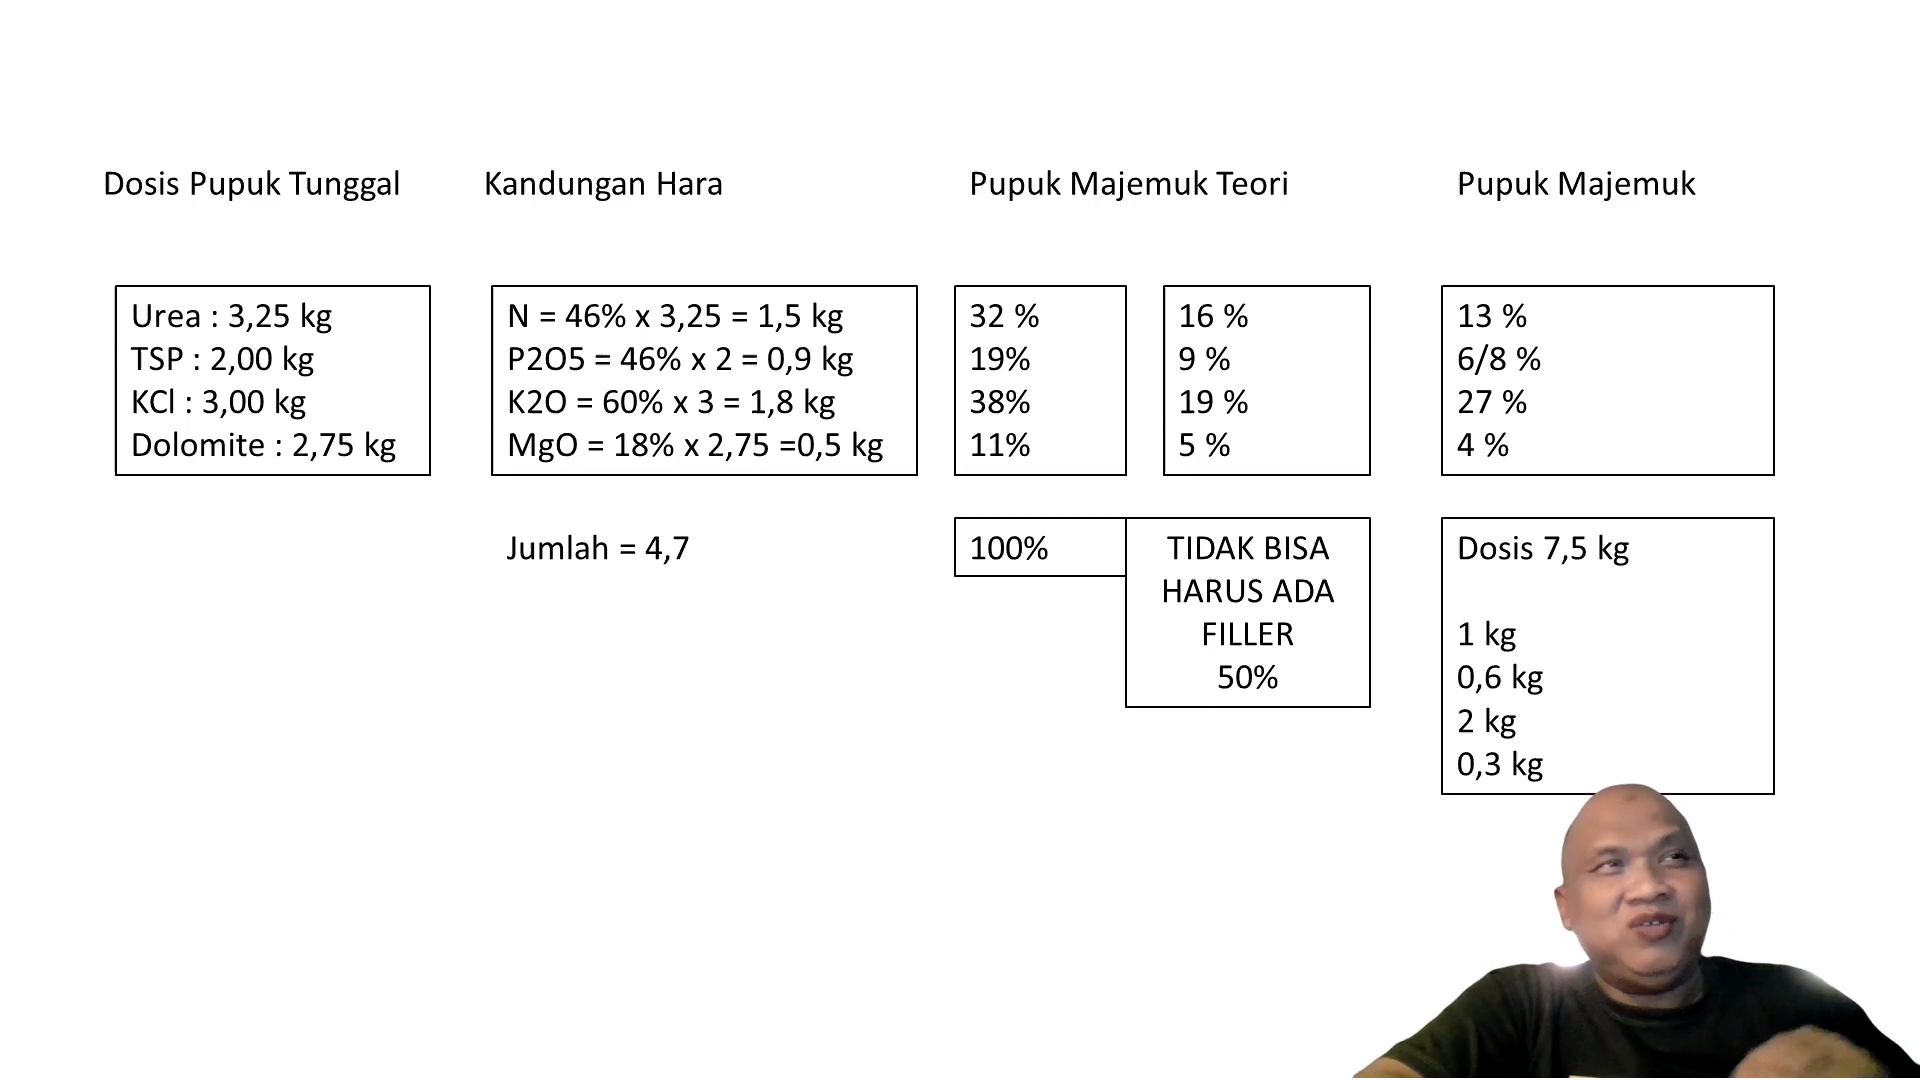 Dosis Pupuk Tunggal
Kandungan Hara
Pupuk Majemuk Teori
Pupuk Majemuk
Urea : 3,25 kg
TSP : 2,00 kg
KCl : 3,00 kg
Dolomite : 2,75 kg
N = 46% x 3,25 = 1,5 kg
P2O5 = 46% x 2 = 0,9 kg
K2O = 60% x 3 = 1,8 kg
MgO = 18% x 2,75 =0,5 kg
Jumlah = 4,7
32 %
19%
38%
11%
100%
16 %
9 %
19 %
5 %
TIDAK BISA
HARUS ADA
FILLER
50%
13 %
6/8 %
27 %
4 %
Dosis 7,5 kg
1 kg
0,6 kg
2 kg
0,3 kg